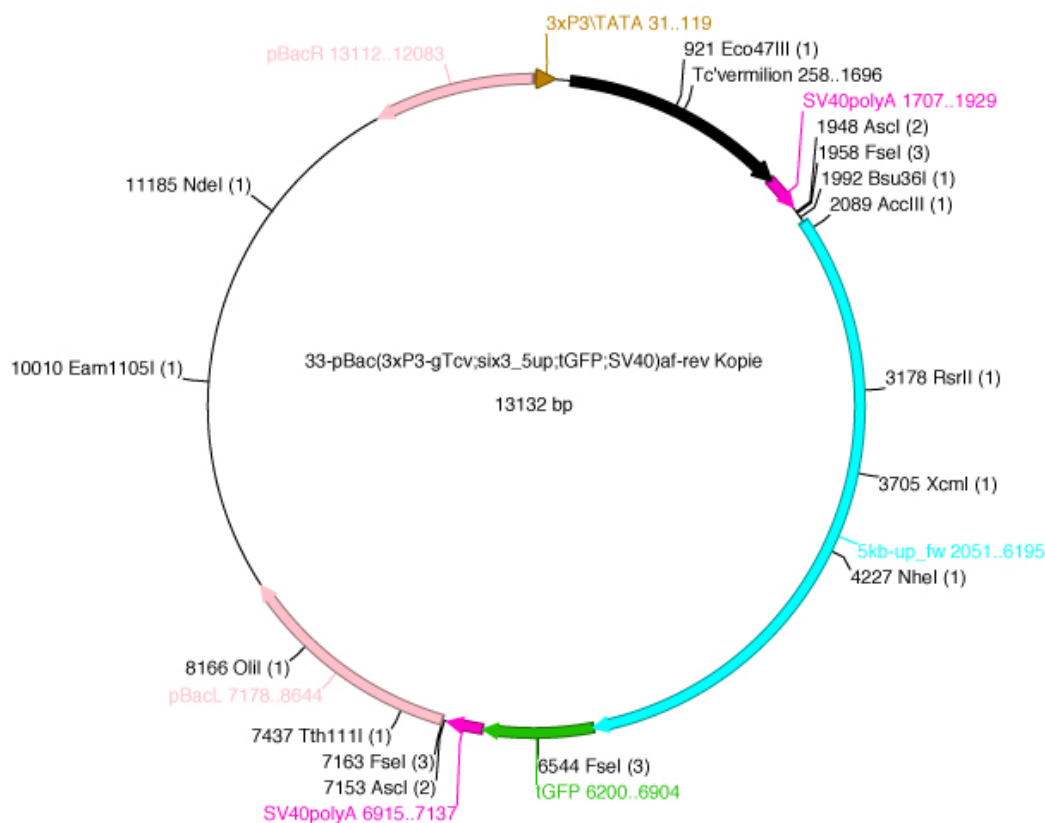 3xP3\TATA 31..119
pBacR 13112..12083
921 Eco47III (1)
Tc'vermilion 258..1696
SV40polyA 1707..1929
1948 AscI (2)
1958 FseI (3)
1992 Bsu36I (1)
2089 AccIII (1)
11185 NdeI (1)
10010 Eam1105I (1)
33-pBac(3xP3-gTcv;six3_5up;tGFP;SV40)af-rev Kopie
13132 bp
3178 RsrII (1)
3705 XcmI (1)
5kb-up_fw 2051..6195
4227 NheI (1)
8166 OliI (1)
pBacL 7178..8644
7437 Tth111I (1)
7163 FseI (3)
7153 AscI (2)
SV40polyA 6915..7137
6544 FseI (3)
tGFP 6200..6904